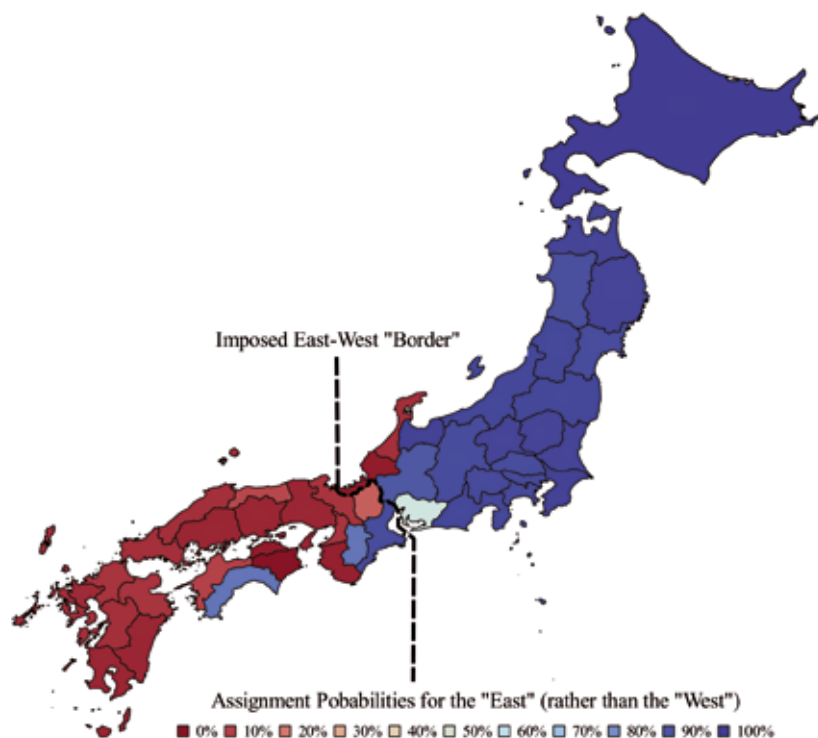 Imposed East-West "Border"
Assignment Pobabilities for the "East" (rather than the "West")
0% 10% 20% 30% 40% 50% 60% 70% 80% 90% 100%